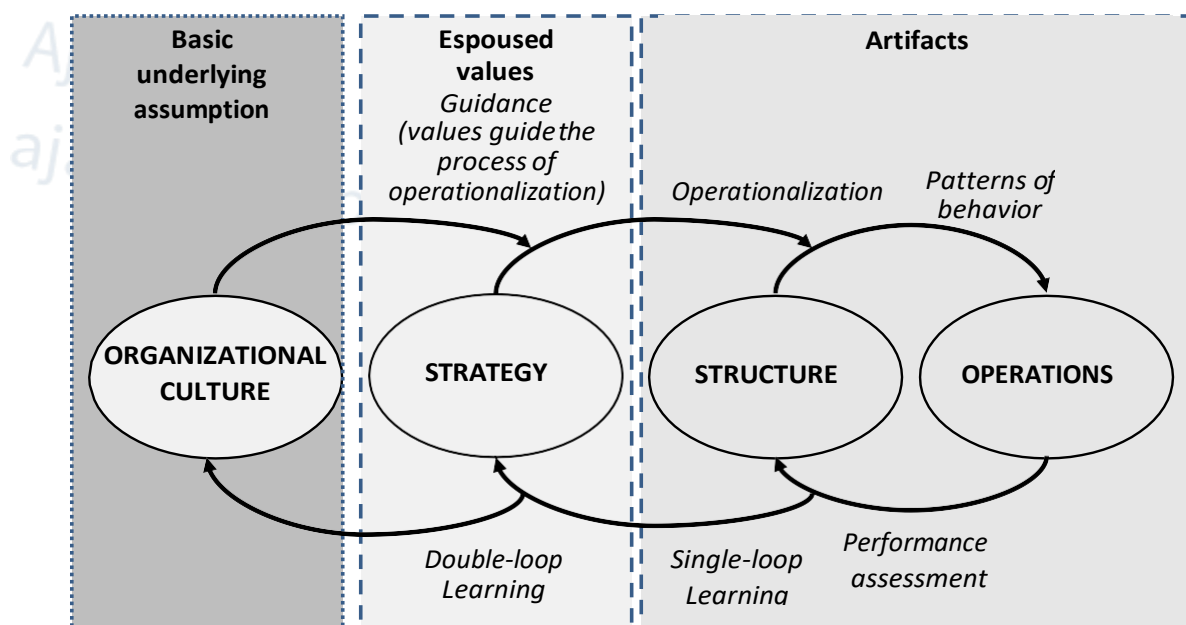 Basic
underlying
assumption
Espoused
values
Guidance
(values guide the
process of
operationalization)
Artifacts
Operationalization
Patterns of
behavior
ORGANIZATIONAL
CULTURE
STRATEGY
STRUCTURE
OPERATIONS
Double-loop
Learning
Single-loop
Learnina
Performance
assessment